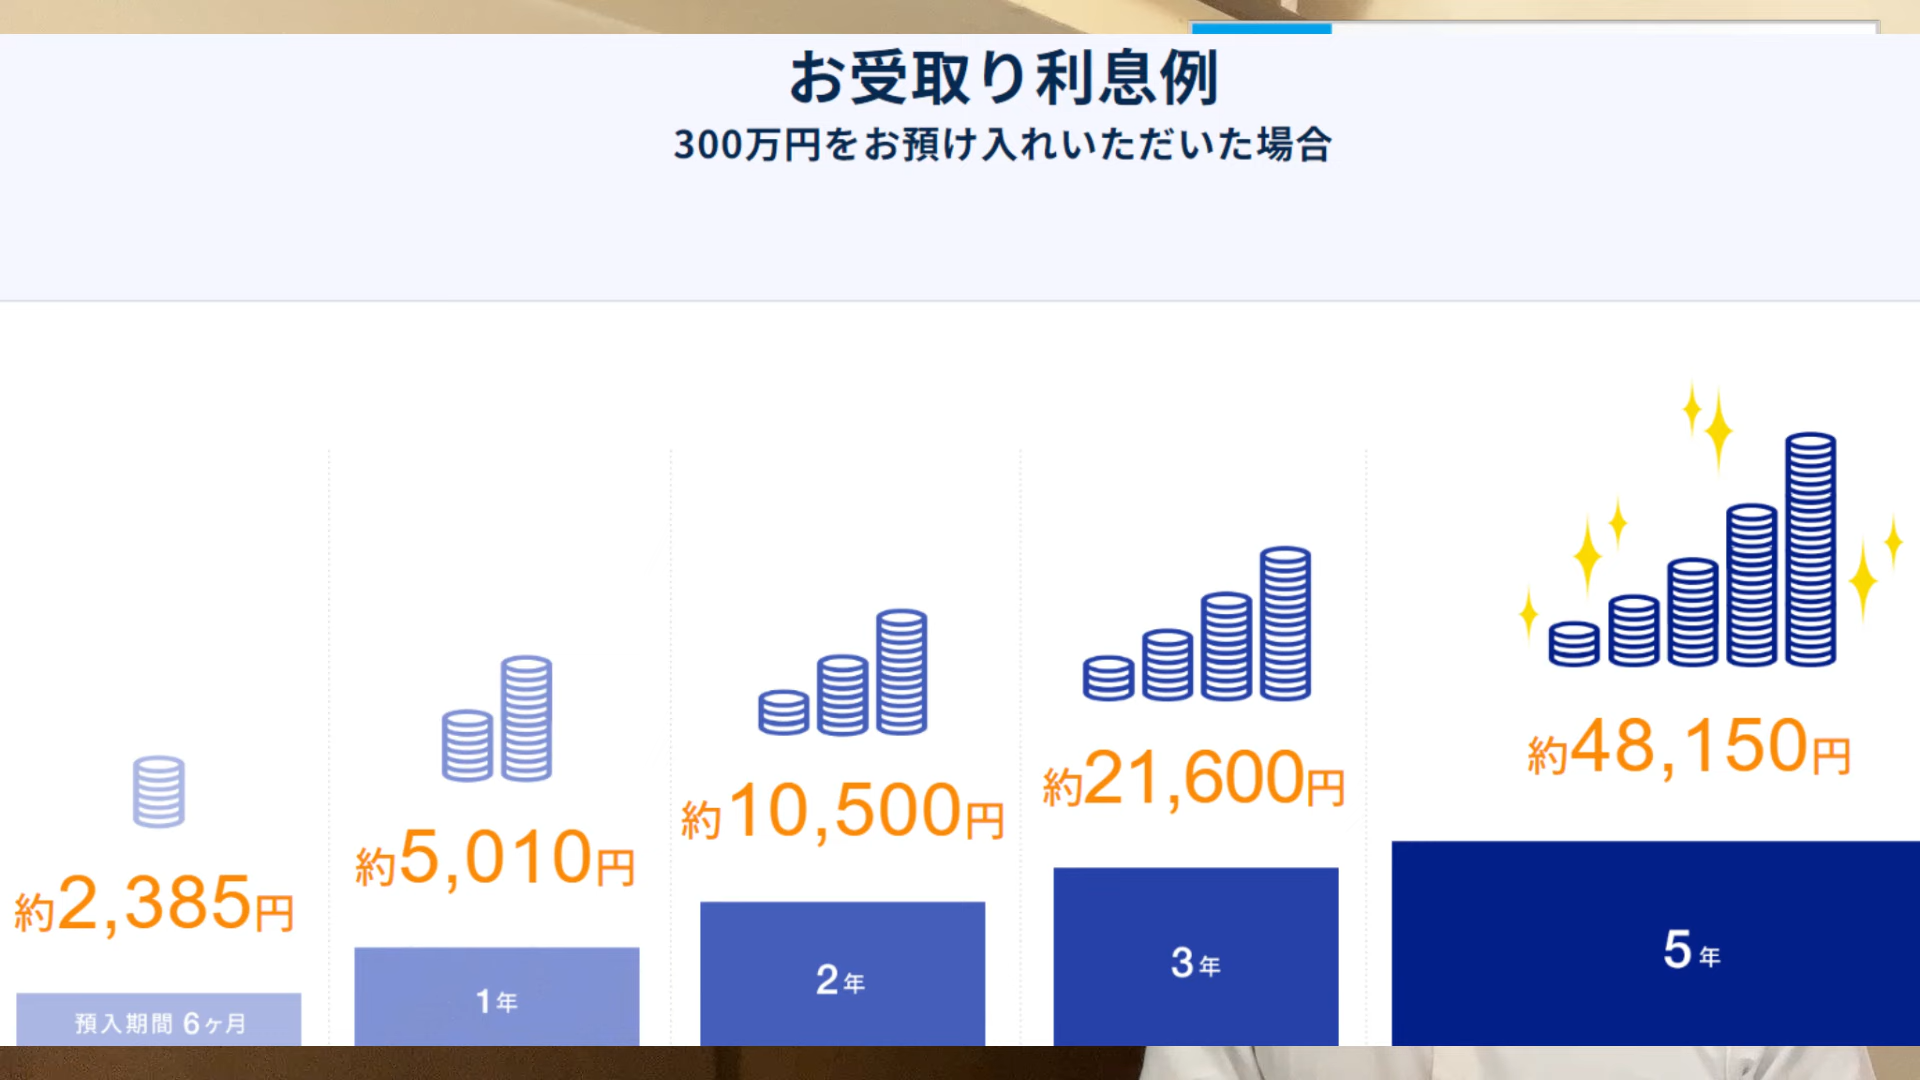 お受取り利息例
300万円をお預け入れいただいた場合
約2,385円
預入期間 6ヶ月
約5,010円
1年
約10,500円
2年
約21,600円
3年
約48,150円
5年